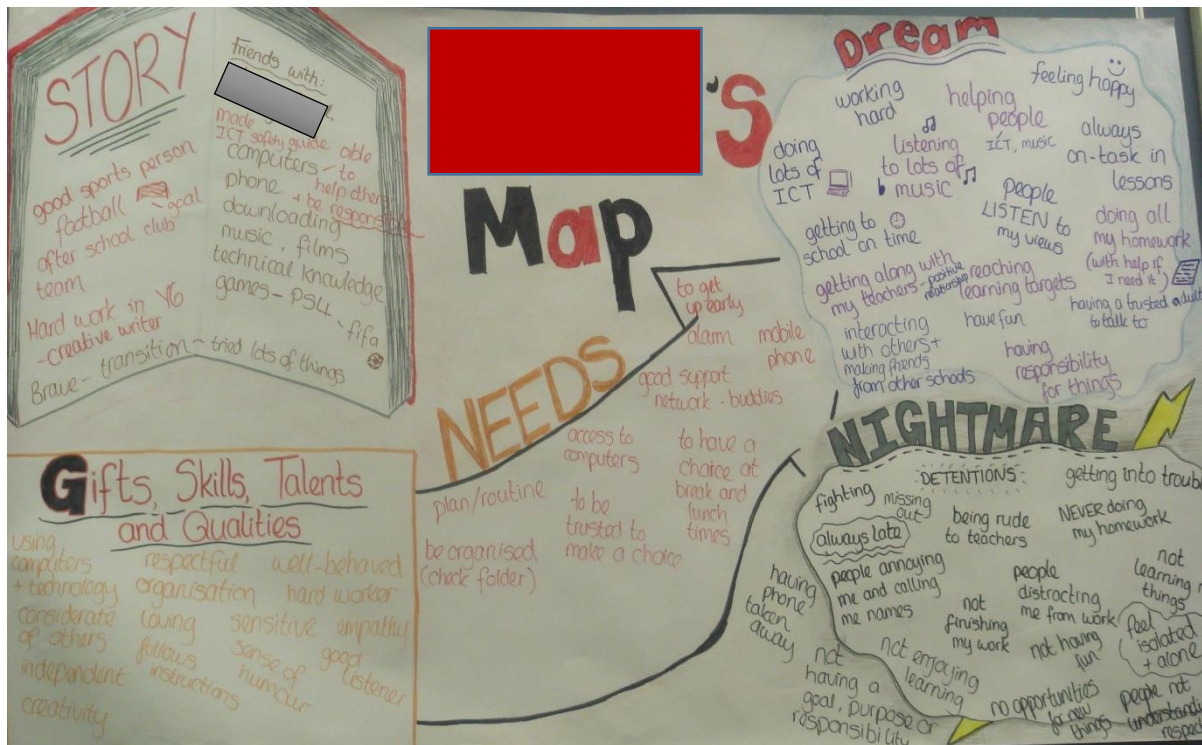 STORY
good sports person
football
goal
after school club
team
Hard work in Y6
-creative writer
Brave- transition - tried lots of things
Friends with:
made
ICT safety guide able
computers - to
help others
phone + be responsible
downloading
music, films
technical knowledge
games - PS4 - fifa
's
Map
Dream
working
hard
helping
people
ICT, music
feeling happy
doing
lots of
ICT
listening
to lots of
music
always
on-task in
lessons
people
LISTEN to
my views
getting to
school on time
doing all
my homework
(with help if
I need it)
getting along with
my teachers - positive
relationship
reaching
learning targets
having a trusted adult
to talk to
interacting
with others +
making friends
from other schools
have fun
having
responsibility
for things
NEEDS
to get
up early
alarm
mobile
phone
good support
network - buddies
access to
computers
to have a
choice at
break and
lunch
times
plan/routine
to be
trusted to
make a choice
be organised
(check folder)
Gifts, Skills, Talents
and Qualities
using
computers
+ technology
respectful
well-behaved
organisation
hard worker
considerate
of others
loving
sensitive
empathy
follows
instructions
sense of
humour
good
listener
independent
creativity
NIGHTMARE
DETENTIONS:
getting into trouble
fighting
missing
out
being rude
to teachers
NEVER doing
my homework
always late
people annoying
me and calling
me names
people
distracting
me from work
not
learning
things
not
finishing
my work
not having
fun
feel
isolated
+ alone
having
phone
taken
away
not enjoying
learning
not
having a
goal, purpose or
responsibility
no opportunities
for new
things
people not
understanding
respect